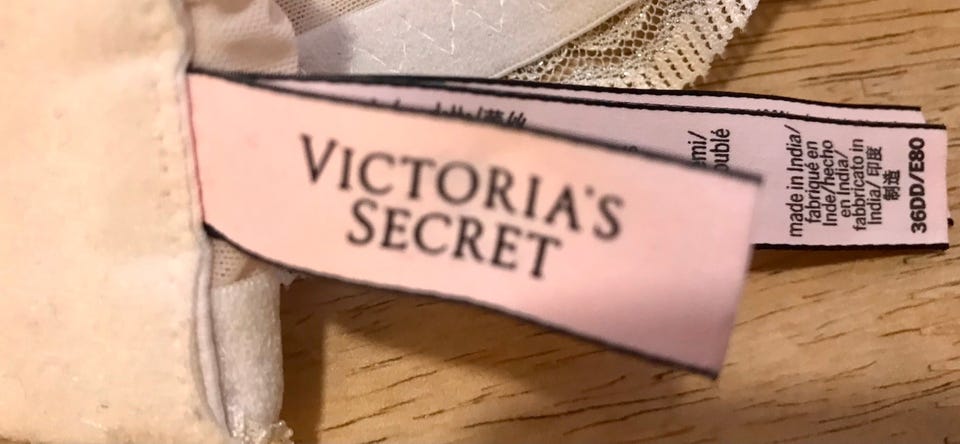 VICTORIA'S
SECRET
emi/
oublé
made in India/
fabriqué en
Inde/hecho
en India/
fabbricato in
India/ 印度
制造
36DD/E80